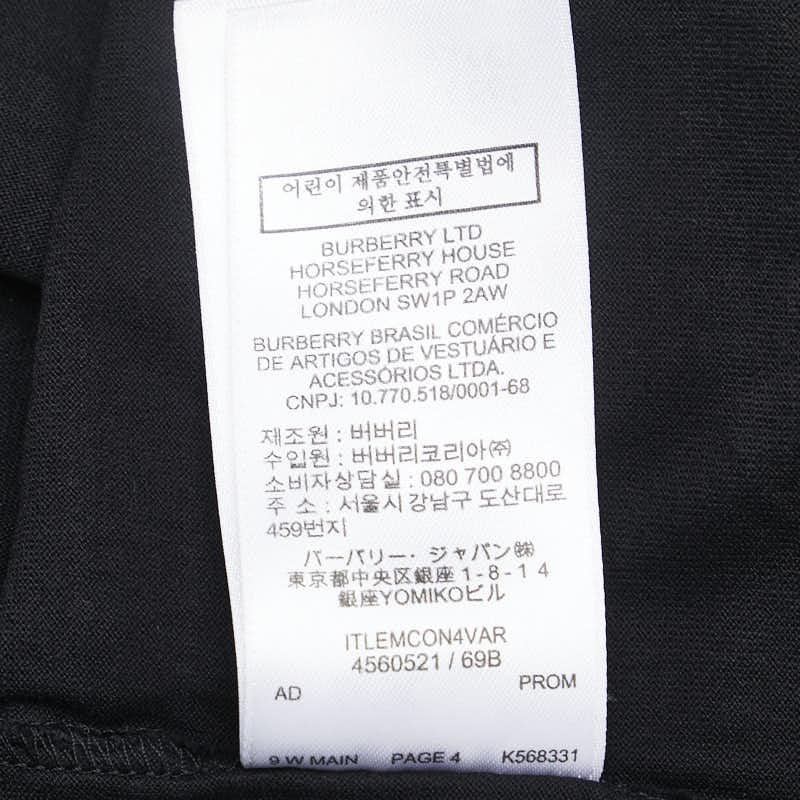 어린이 제품안전특별법에
의한 표시
BURBERRY LTD
HORSEFERRY HOUSE
HORSEFERRY ROAD
LONDON SW1P 2AW
BURBERRY BRASIL COMÉRCIO
DE ARTIGOS DE VESTUÁRIO E
ACESSÓRIOS LTDA.
CNPJ: 10.770.518/0001-68
재조원 : 버버리
수입원 : 버버리코리아㈜
소비자상담실 : 080 700 8800
주 소 : 서울시강남구 도산대로
459번지
バーバリー・ジャパン㈱
東京都中央区銀座1-8-14
銀座YOMIKOビル
ITLEMCON4VAR
4560521 / 69B
AD PROM
9 W MAIN PAGE 4 K568331